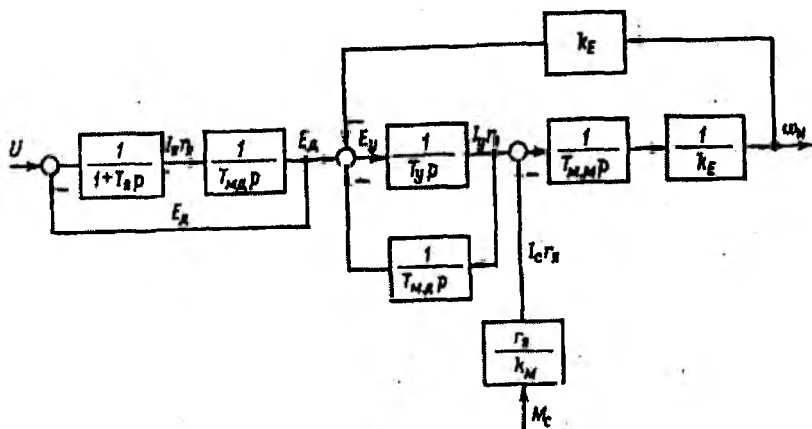 k_E
U
1 / (1+T_я p)
I_я r_я
1 / (T_мд p)
E_д
E_у
1 / (T_у p)
I_у r_я
1 / (T_м.м p)
1 / k_E
ω_м
E_д
1 / (T_м.д p)
I_с r_я
r_я / k_м
M_с